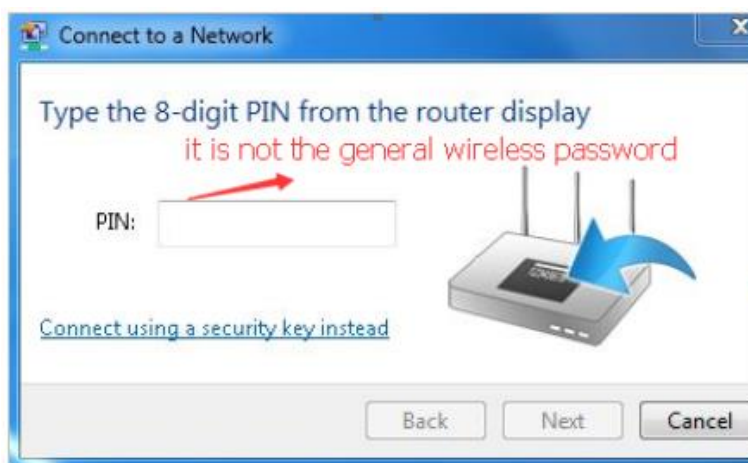 Connect to a Network
Type the 8-digit PIN from the router display
it is not the general wireless password
PIN:
Connect using a security key instead
Back
Next
Cancel